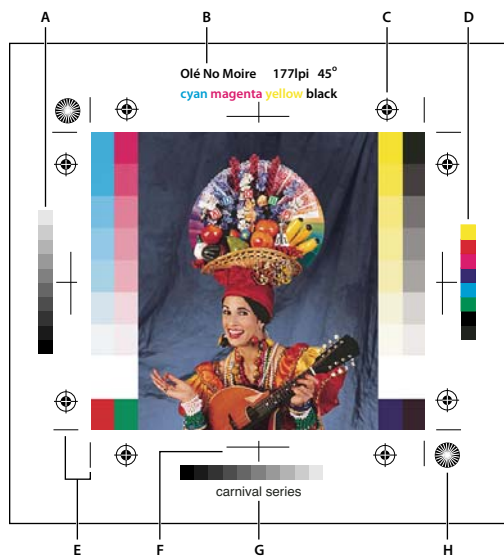 A B C D
Olé No Moire 177lpi 45°
cyan magenta yellow black
carnival series
E F G H